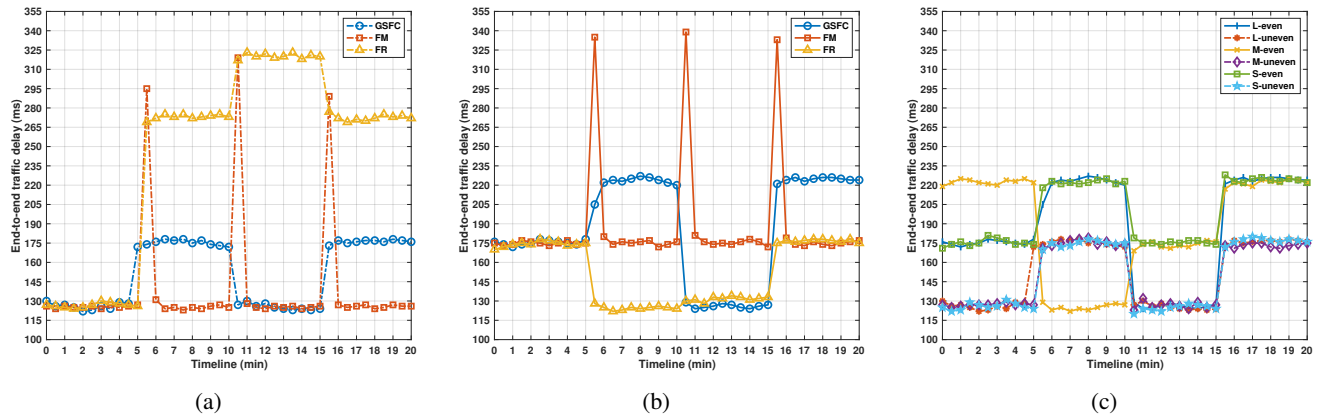 355
340
325
310
295
280
265
250
235
220
205
190
175
160
145
130
115
End-to-end traffic delay (ms)
0 1 2 3 4 5 6 7 8 9 10 11 12 13 14 15 16 17 18 19 20
Timeline (min)
GSFC
FM
FR
(a)
355
340
325
310
295
280
265
250
235
220
205
190
175
160
145
130
115
End-to-end traffic delay (ms)
0 1 2 3 4 5 6 7 8 9 10 11 12 13 14 15 16 17 18 19 20
Timeline (min)
GSFC
FM
FR
(b)
355
340
325
310
295
280
265
250
235
220
205
190
175
160
145
130
115
End-to-end traffic delay (ms)
0 1 2 3 4 5 6 7 8 9 10 11 12 13 14 15 16 17 18 19 20
Timeline (min)
L-even
L-uneven
M-even
M-uneven
S-even
S-uneven
(c)